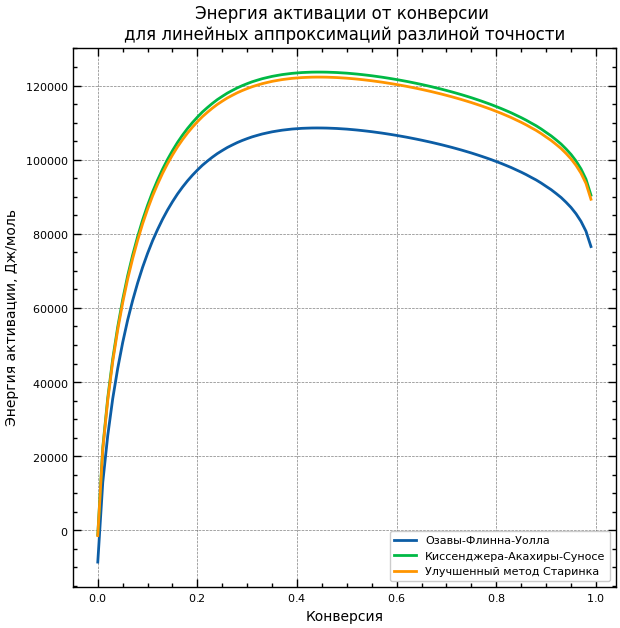 Энергия активации от конверсии
для линейных аппроксимаций разлиной точности
Энергия активации, Дж/моль
120000
100000
80000
60000
40000
20000
0
0.0 0.2 0.4 0.6 0.8 1.0
Конверсия
Озавы-Флинна-Уолла
Киссенджера-Акахиры-Суносе
Улучшенный метод Старинка